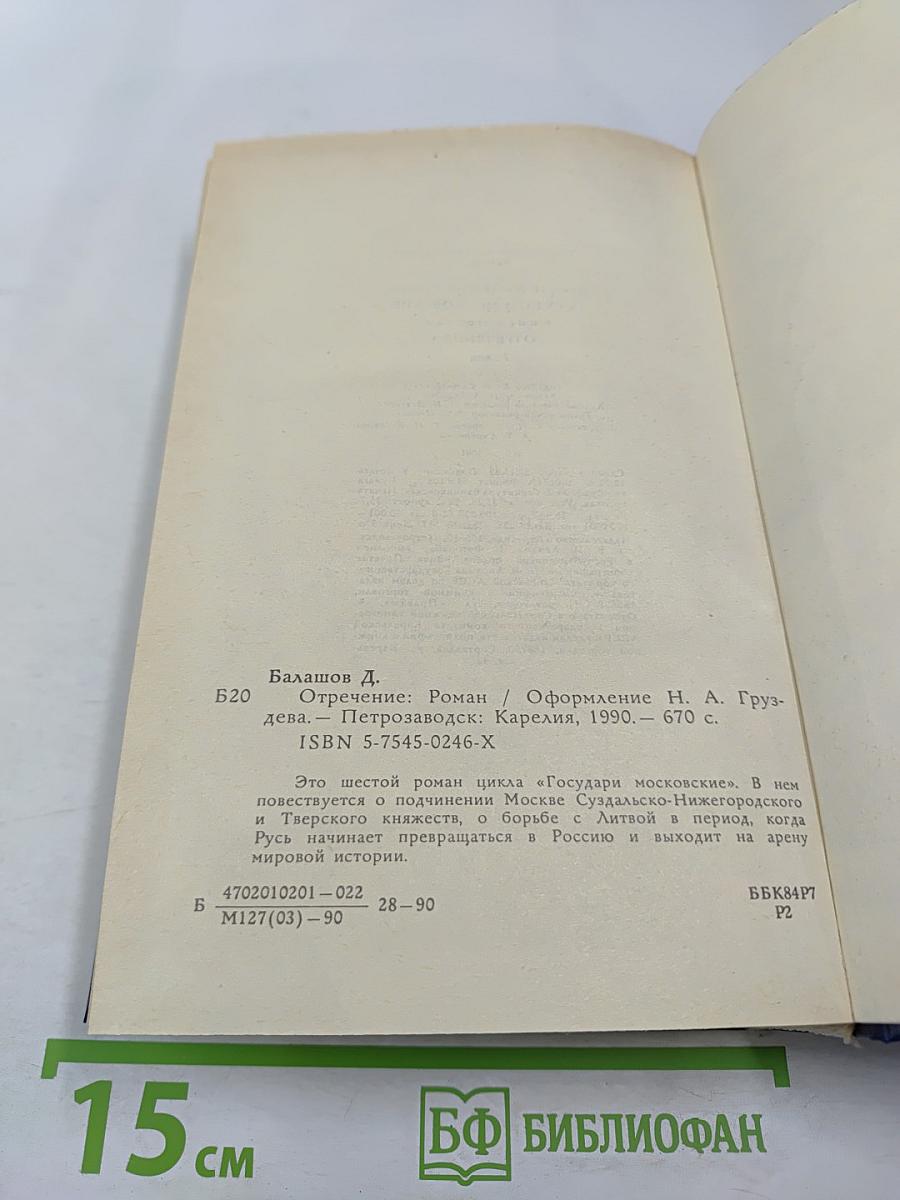 Балашов Д.
Б20 Отречение: Роман / Оформление Н. А. Груз-
дева.— Петрозаводск: Карелия, 1990.— 670 с.
ISBN 5-7545-0246-X
Это шестой роман цикла «Государи московские». В нем
повествуется о подчинении Москве Суздальско-Нижегородского
и Тверского княжеств, о борьбе с Литвой в период, когда
Русь начинает превращаться в Россию и выходит на арену
мировой истории.
Б 4702010201—022 28—90
М127(03)—90
ББК84Р7
Р2
15 см
БФ БИБЛИОФАН